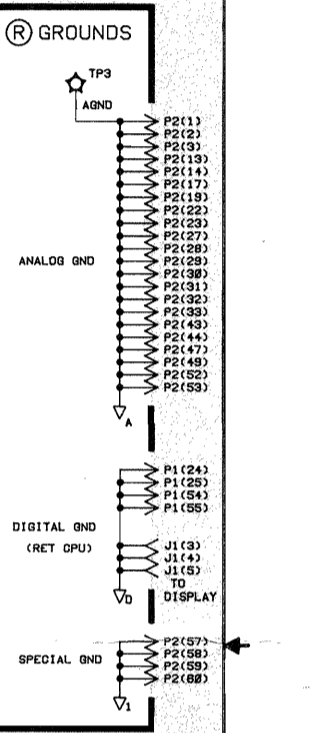 R GROUNDS
TP3
AGND
P2(1)
P2(2)
P2(3)
P2(13)
P2(14)
P2(17)
P2(19)
P2(22)
P2(23)
P2(27)
P2(28)
ANALOG GND
P2(29)
P2(30)
P2(31)
P2(32)
P2(33)
P2(43)
P2(44)
P2(47)
P2(49)
P2(52)
P2(53)
A
P1(24)
P1(25)
P1(54)
P1(55)
DIGITAL GND
(RET CPU)
J1(3)
J1(4)
J1(5)
TO
DISPLAY
D
P2(57)
P2(58)
SPECIAL GND
P2(59)
P2(60)
1